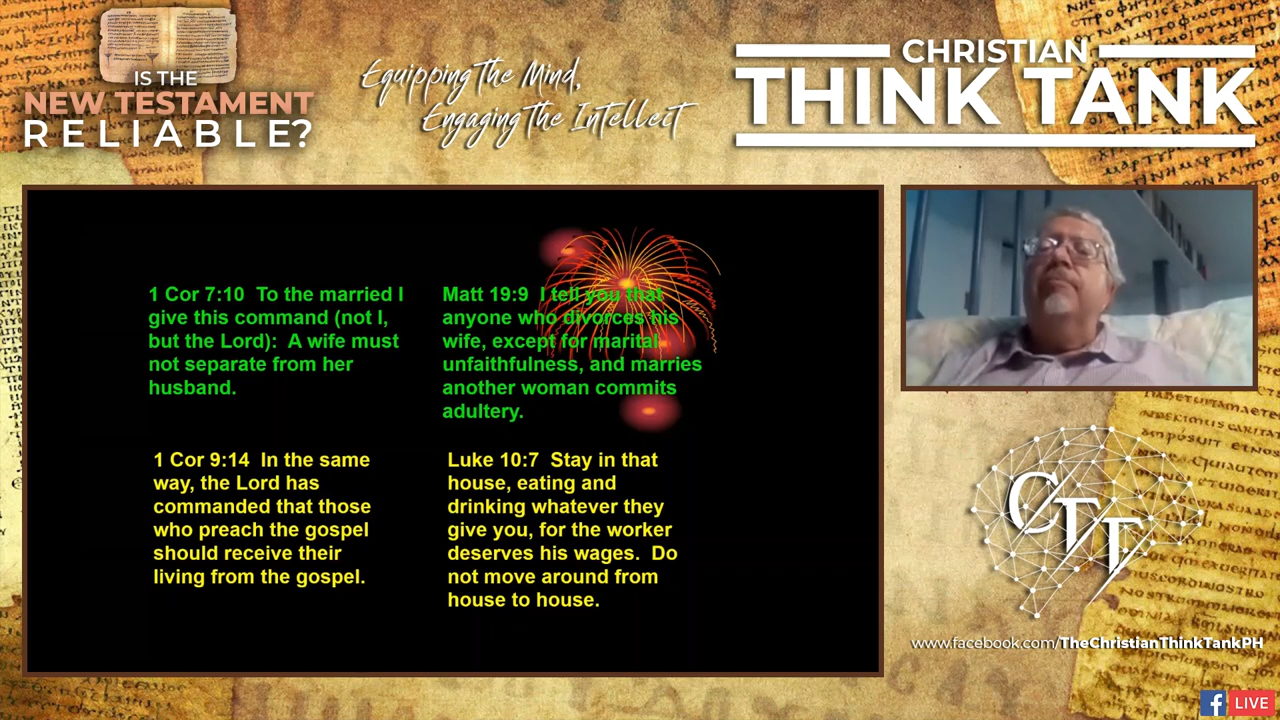 IS THE
NEW TESTAMENT
RELIABLE?
Equipping The Mind,
Engaging The Intellect
CHRISTIAN
THINK TANK
1 Cor 7:10  To the married I
give this command (not I,
but the Lord):  A wife must
not separate from her
husband.
Matt 19:9  I tell you that
anyone who divorces his
wife, except for marital
unfaithfulness, and marries
another woman commits
adultery.
1 Cor 9:14  In the same
way, the Lord has
commanded that those
who preach the gospel
should receive their
living from the gospel.
Luke 10:7  Stay in that
house, eating and
drinking whatever they
give you, for the worker
deserves his wages.  Do
not move around from
house to house.
CTT
www.facebook.com/TheChristianThinkTankPH
f LIVE